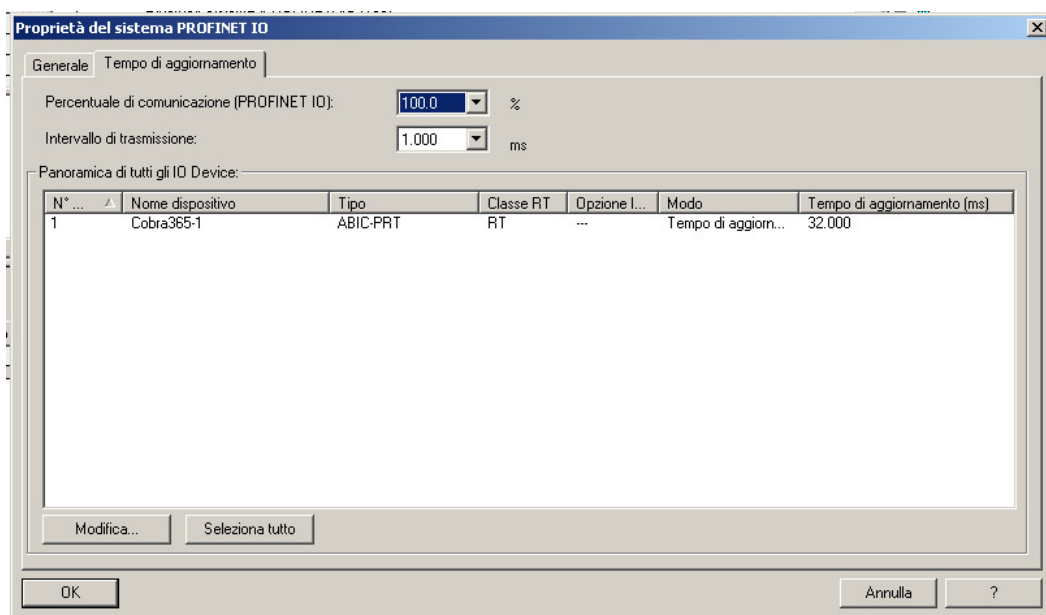 Proprietà del sistema PROFINET IO
Generale Tempo di aggiornamento
Percentuale di comunicazione (PROFINET IO): 100.0 %
Intervallo di trasmissione: 1.000 ms
Panoramica di tutti gli IO Device:
N° ... Nome dispositivo Tipo Classe RT Opzione I... Modo Tempo di aggiornamento (ms)
1 Cobra365-1 ABIC-PRT RT --- Tempo di aggiorn... 32.000
Modifica... Seleziona tutto
OK Annulla ?